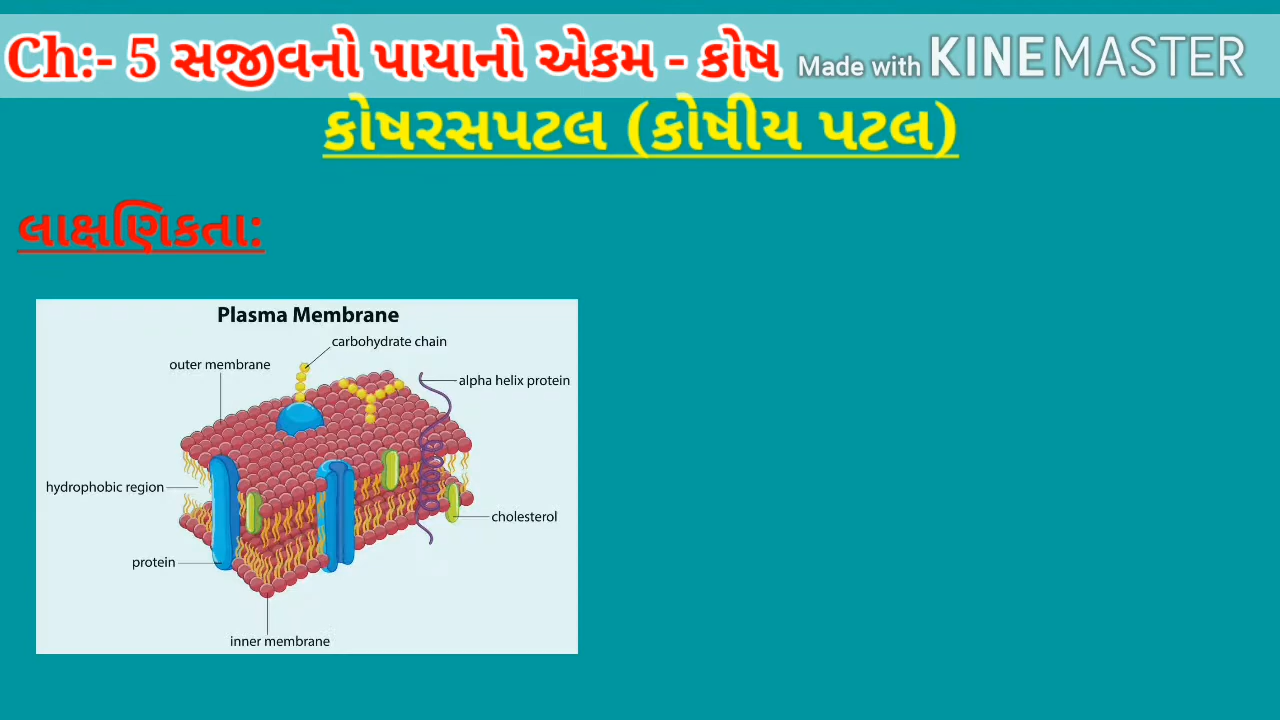 Ch:- 5 સજીવનો પાયાનો એકમ - કોષ
Made with KINEMASTER
કોષરસપટલ (કોષીય પટલ)
લાક્ષણિકતા:
Plasma Membrane
carbohydrate chain
outer membrane
alpha helix protein
hydrophobic region
cholesterol
protein
inner membrane